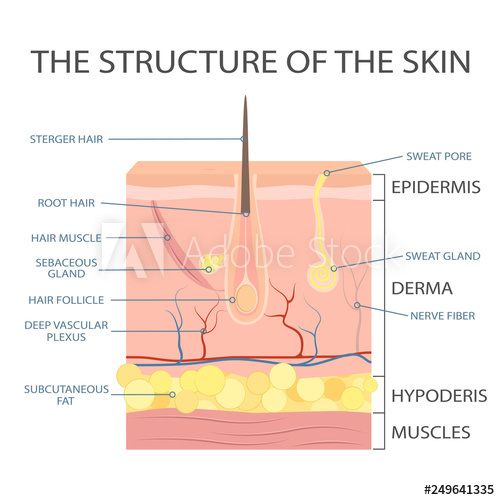 THE STRUCTURE OF THE SKIN
STERGER HAIR
ROOT HAIR
HAIR MUSCLE
SEBACEOUS
GLAND
HAIR FOLLICLE
DEEP VASCULAR
PLEXUS
SUBCUTANEOUS
FAT
SWEAT PORE
EPIDERMIS
SWEAT GLAND
DERMA
NERVE FIBER
HYPODERIS
MUSCLES
Adobe Stock
#249641335